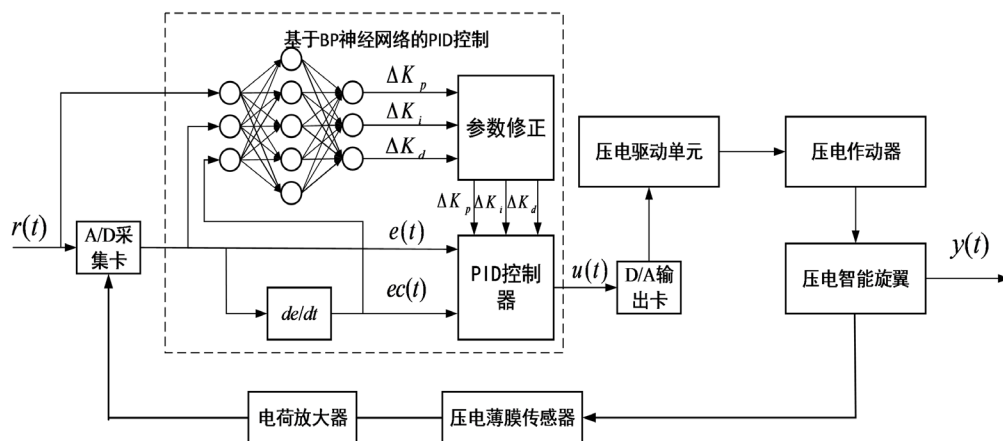 基于BP神经网络的PID控制
ΔK_p
ΔK_i
ΔK_d
参数修正
压电驱动单元
压电作动器
ΔK_p ΔK_i ΔK_d
r(t)
A/D采
集卡
e(t)
ec(t)
de/dt
PID控制
器
u(t)
D/A输
出卡
压电智能旋翼
y(t)
电荷放大器
压电薄膜传感器